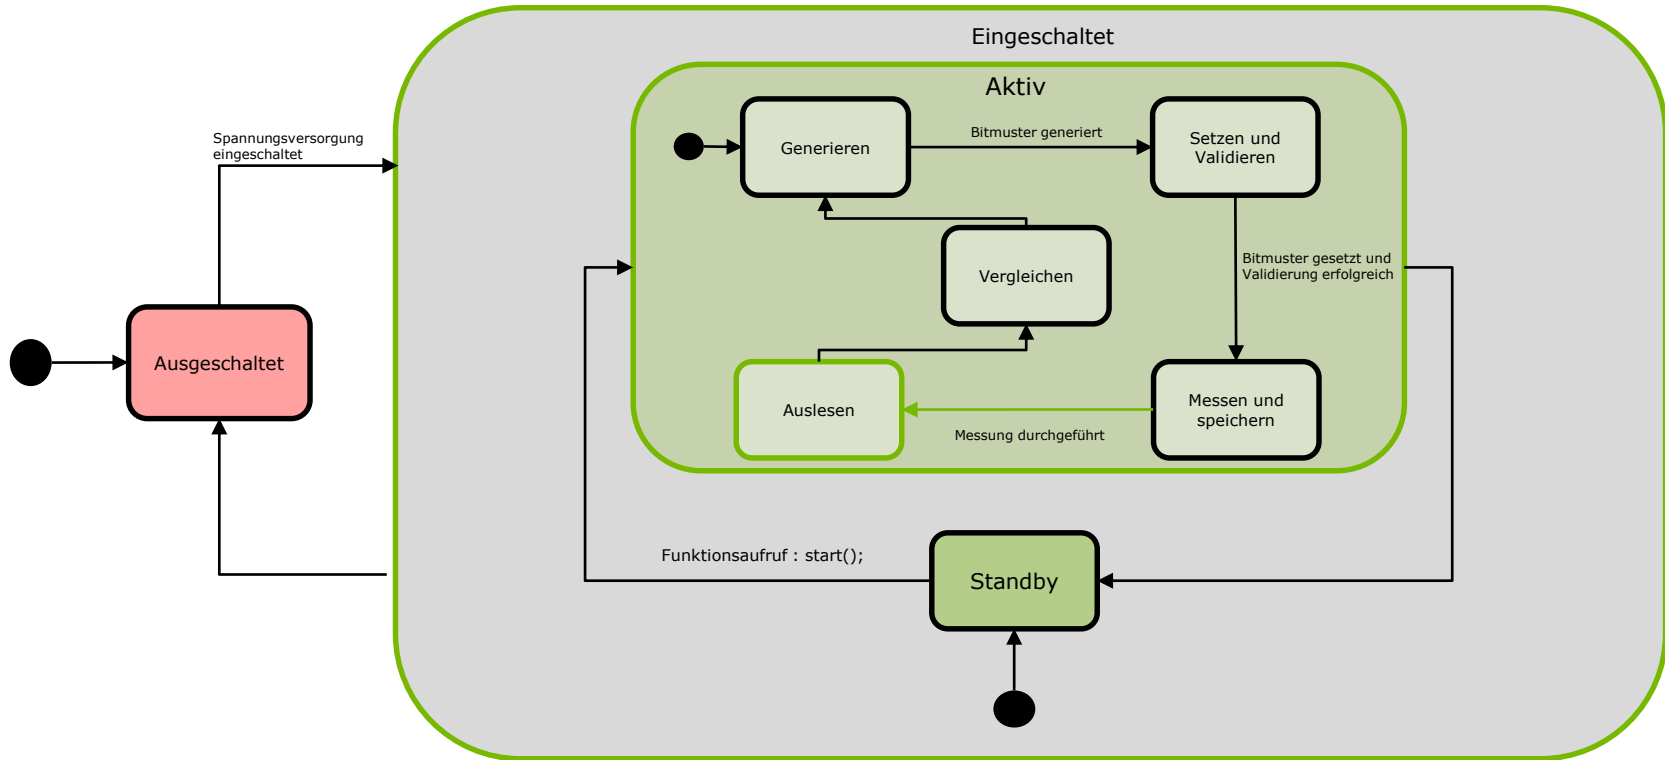 Eingeschaltet
Aktiv
Spannungsversorgung
eingeschaltet
Generieren
Bitmuster generiert
Setzen und
Validieren
Vergleichen
Bitmuster gesetzt und
Validierung erfolgreich
Ausgeschaltet
Auslesen
Messung durchgeführt
Messen und
speichern
Funktionsaufruf : start();
Standby